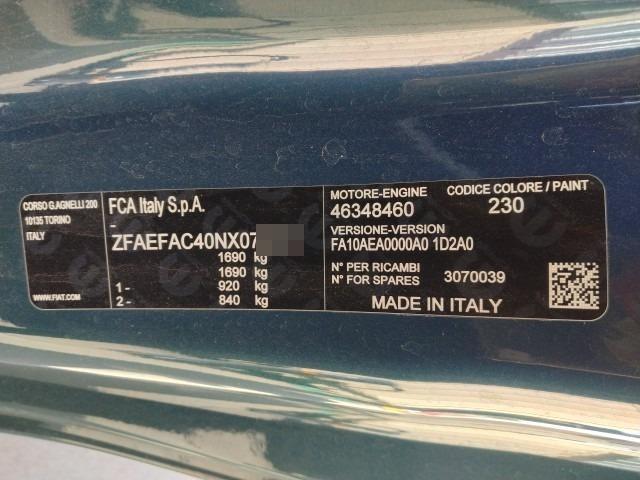 CORSO G.AGNELLI 200
10135 TORINO
ITALY
WWW.FIAT.COM
FCA Italy S.p.A.
-
ZFAEFAC40NX07
1690 kg
1690 kg
1- 920 kg
2- 840 kg
MOTORE-ENGINE
46348460
CODICE COLORE / PAINT
230
VERSIONE-VERSION
FA10AEA0000A0 1D2A0
N° PER RICAMBI
N° FOR SPARES 3070039
MADE IN ITALY